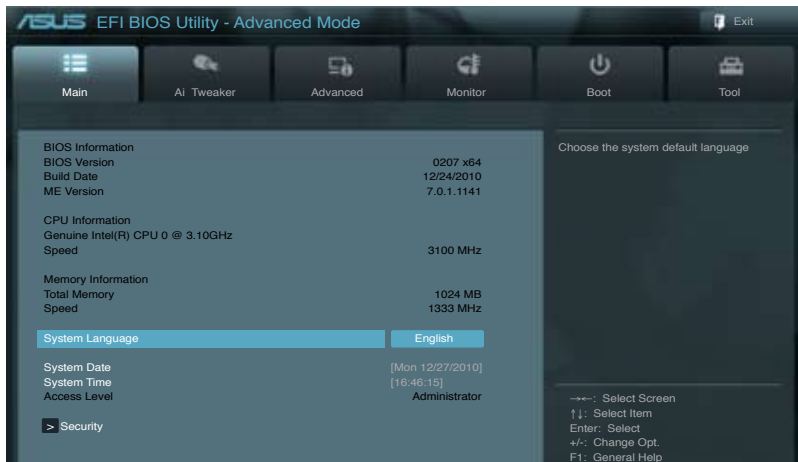 ASUS EFI BIOS Utility - Advanced Mode
Exit
Main
Ai Tweaker
Advanced
Monitor
Boot
Tool
BIOS Information
BIOS Version 0207 x64
Build Date 12/24/2010
ME Version 7.0.1.1141
CPU Information
Genuine Intel(R) CPU 0 @ 3.10GHz
Speed 3100 MHz
Memory Information
Total Memory 1024 MB
Speed 1333 MHz
System Language English
System Date [Mon 12/27/2010]
System Time [16:46:15]
Access Level Administrator
> Security
Choose the system default language
→←: Select Screen
↑↓: Select Item
Enter: Select
+/-: Change Opt.
F1: General Help